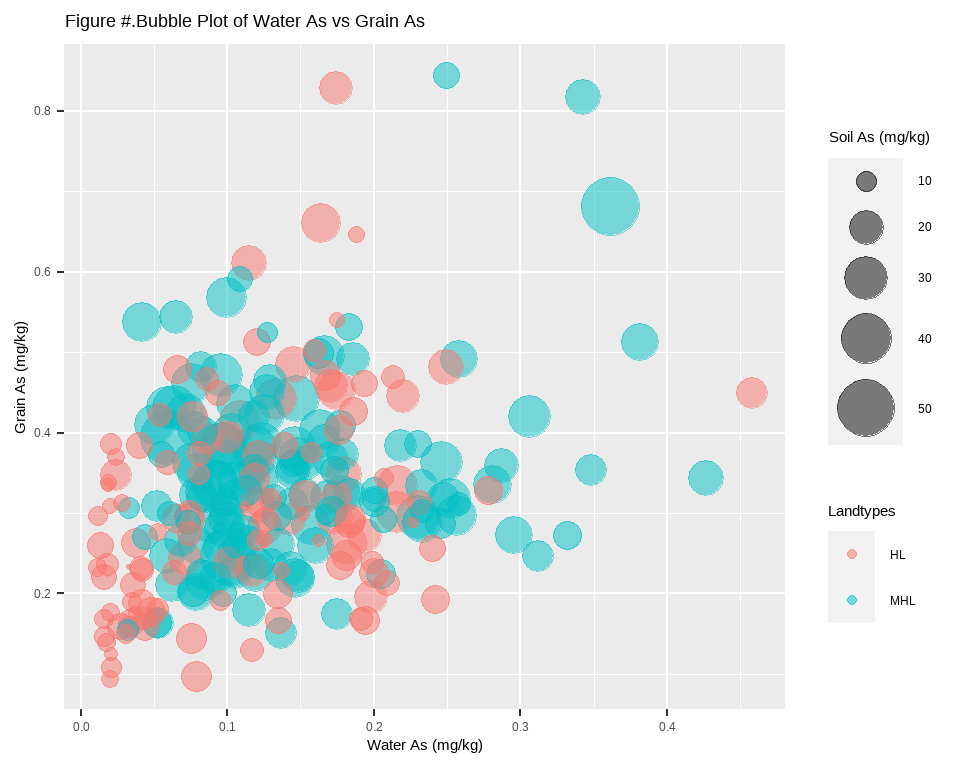 Figure #.Bubble Plot of Water As vs Grain As
Grain As (mg/kg)
0.8
0.6
0.4
0.2
0.0
0.1
0.2
0.3
0.4
Water As (mg/kg)
Soil As (mg/kg)
10
20
30
40
50
Landtypes
HL
MHL